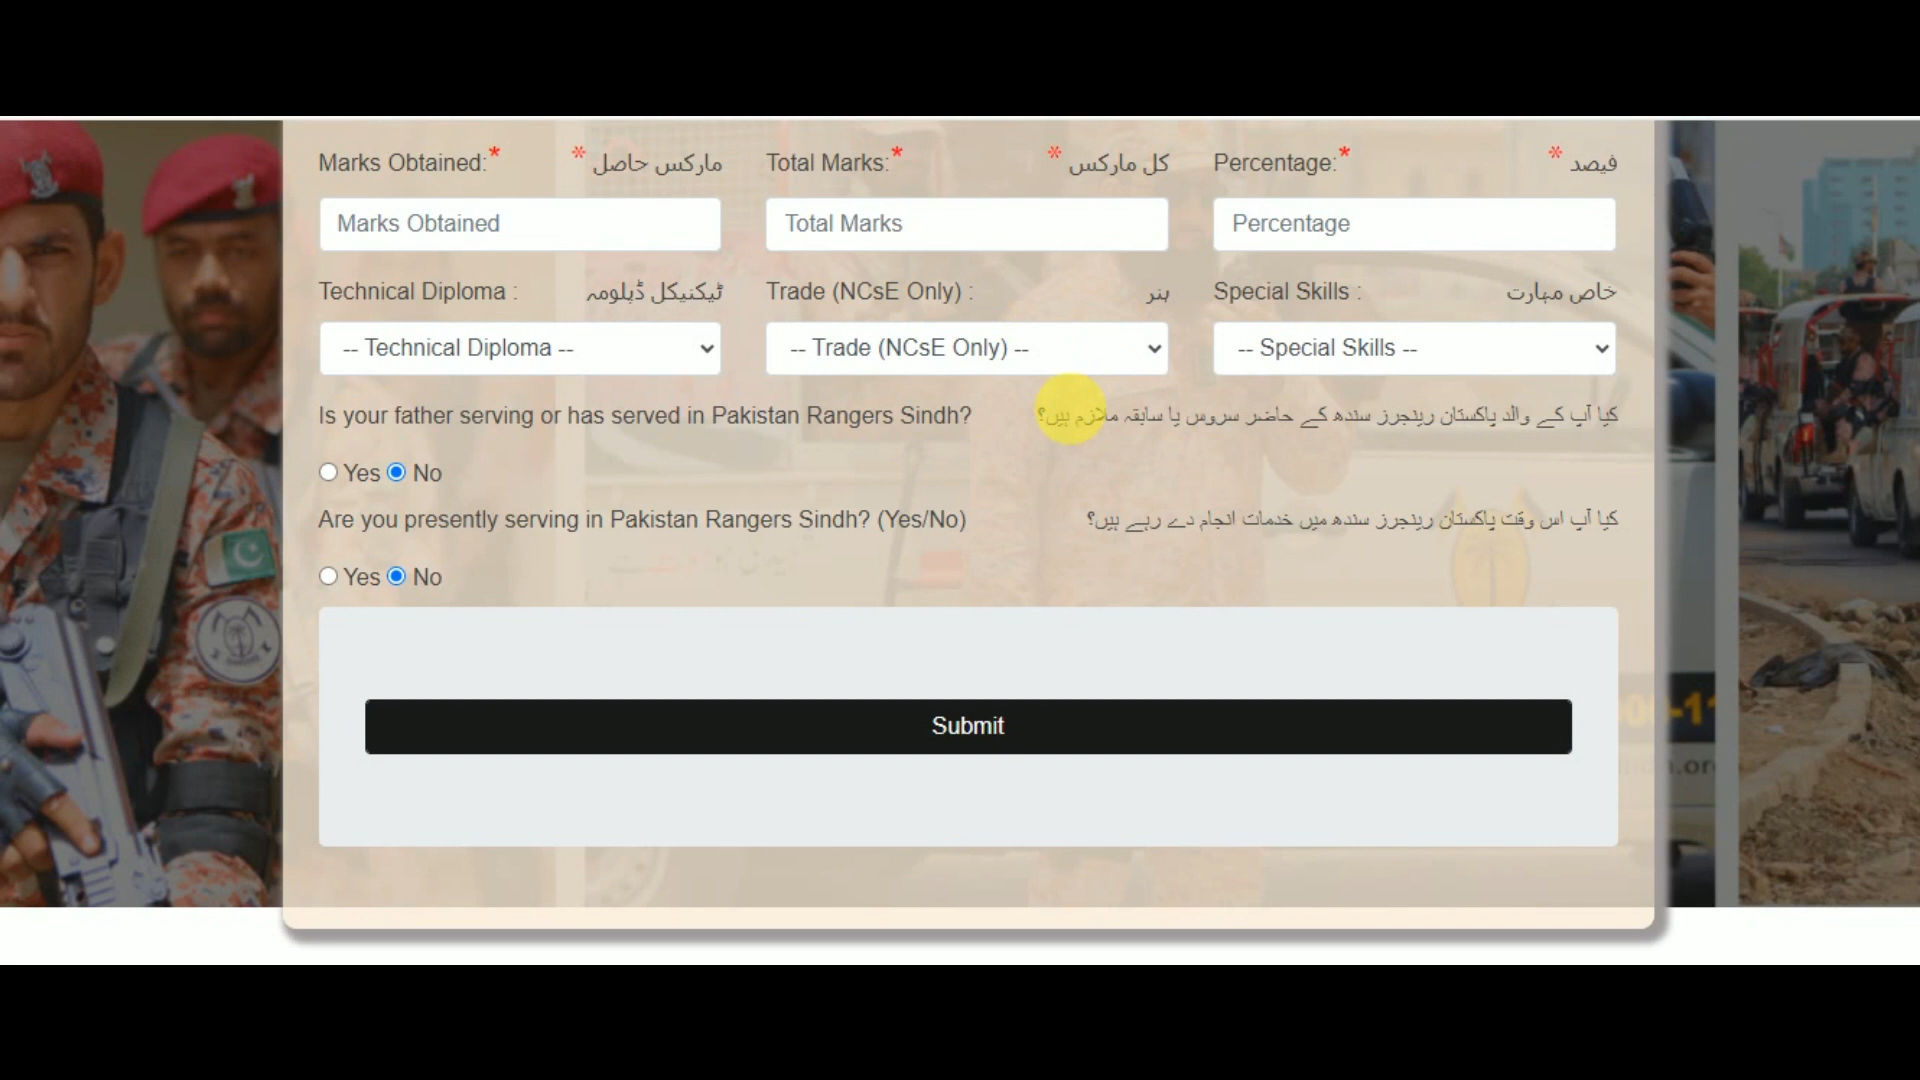 Marks Obtained:* * مارکس حاصل Total Marks:* * کل مارکس Percentage:* * فیصد
Marks Obtained Total Marks Percentage
Technical Diploma : ٹیکنیکل ڈپلومہ Trade (NCsE Only) : ہنر Special Skills : خاص مہارت
-- Technical Diploma -- -- Trade (NCsE Only) -- -- Special Skills --
Is your father serving or has served in Pakistan Rangers Sindh? کیا آپ کے والد پاکستان رینجرز سندھ کے حاضر سروس یا سابقہ ملازم ہیں؟
Yes No
Are you presently serving in Pakistan Rangers Sindh? (Yes/No) کیا آپ اس وقت پاکستان رینجرز سندھ میں خدمات انجام دے رہے ہیں؟
Yes No
Submit